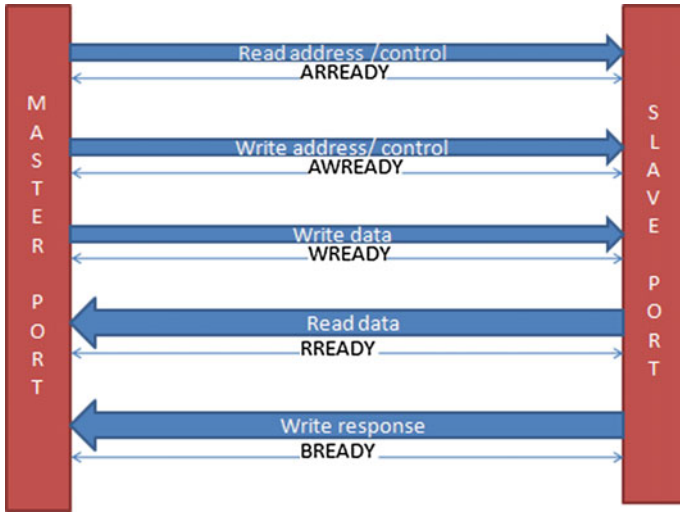 MASTER PORT
Read address /control
ARREADY
Write address/ control
AWREADY
Write data
WREADY
Read data
RREADY
Write response
BREADY
SLAVE PORT